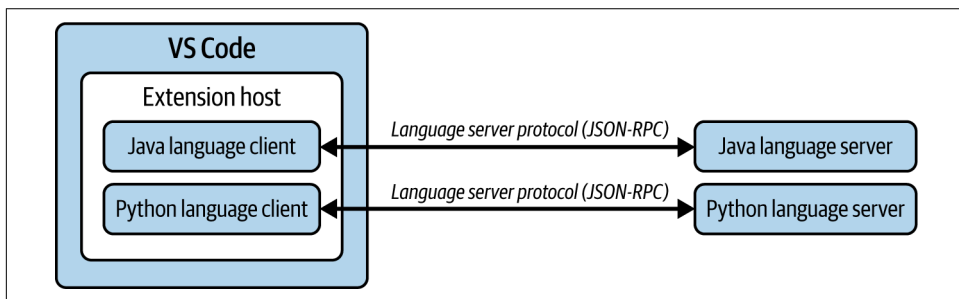 VS Code
Extension host
Java language client
Language server protocol (JSON-RPC)
Java language server
Python language client
Language server protocol (JSON-RPC)
Python language server